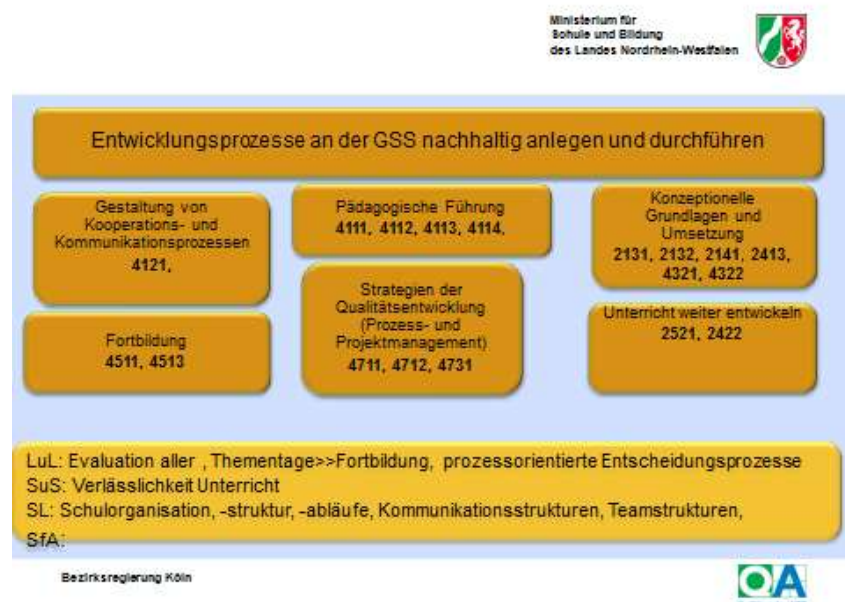 Ministerium für
Schule und Bildung
des Landes Nordrhein-Westfalen
Entwicklungsprozesse an der GSS nachhaltig anlegen und durchführen
Gestaltung von
Kooperations- und
Kommunikationsprozessen
4121,
Pädagogische Führung
4111, 4112, 4113, 4114,
Konzeptionelle
Grundlagen und
Umsetzung
2131, 2132, 2141, 2413,
4321, 4322
Fortbildung
4511, 4513
Strategien der
Qualitätsentwicklung
(Prozess- und
Projektmanagement)
4711, 4712, 4731
Unterricht weiter entwickeln
2521, 2422
LuL: Evaluation aller , Thementage>>Fortbildung, prozessorientierte Entscheidungsprozesse
SuS: Verlässlichkeit Unterricht
SL: Schulorganisation, -struktur, -abläufe, Kommunikationsstrukturen, Teamstrukturen,
SfA:
Bezirksregierung Köln
QA